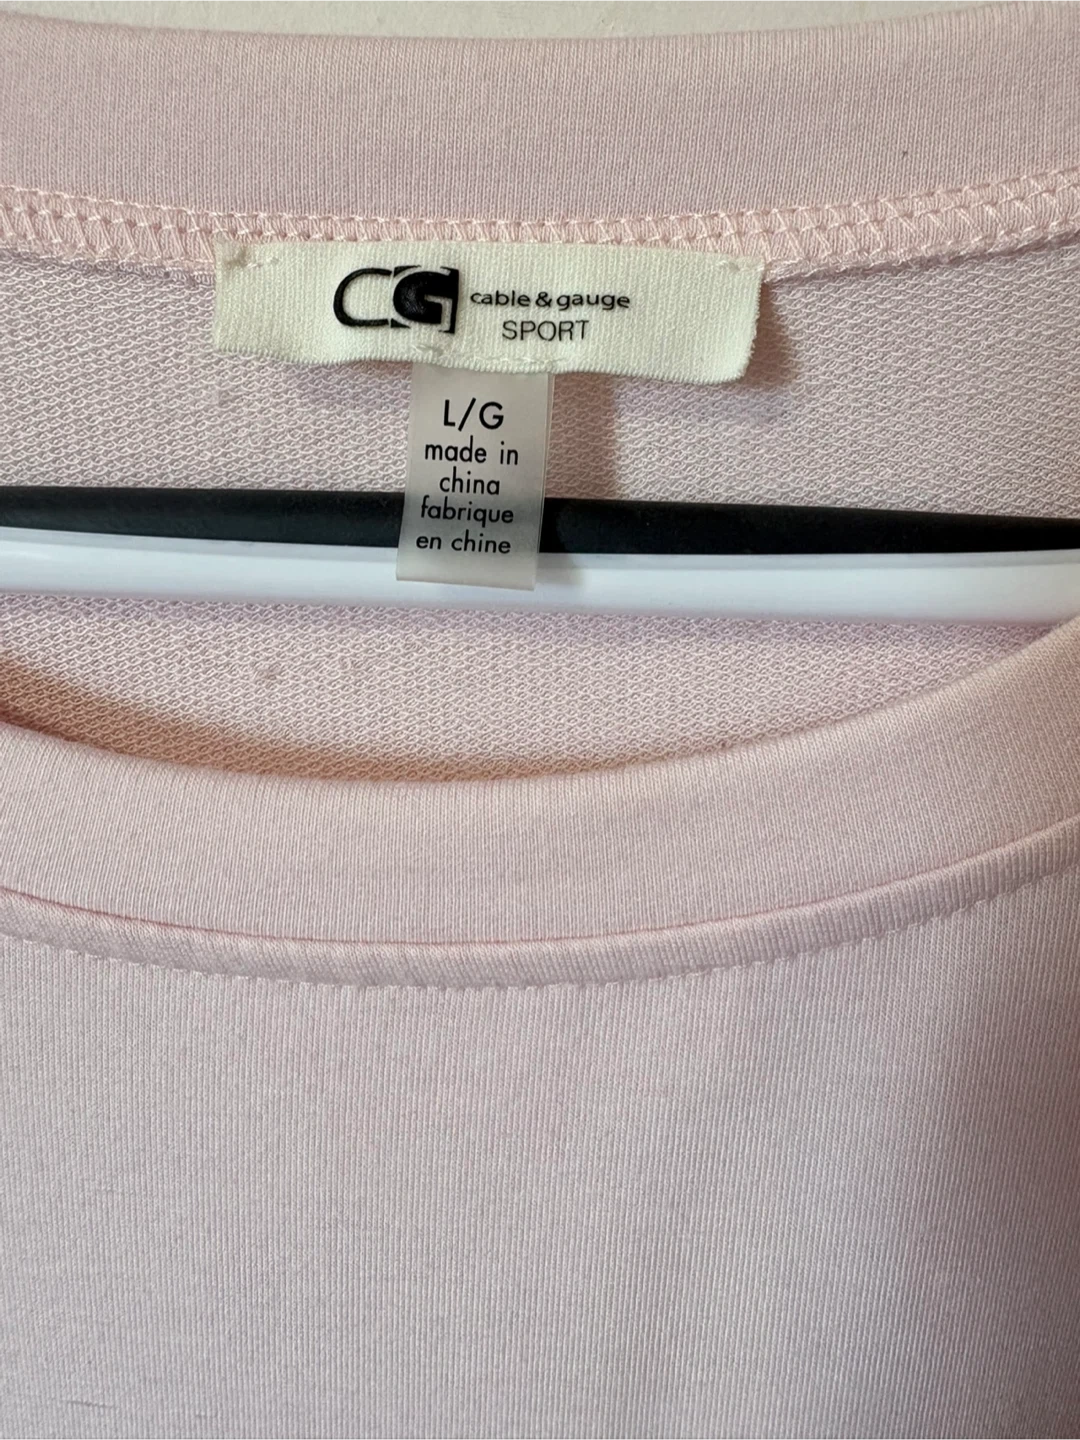 CG cable & gauge
SPORT
L/G
made in
china
fabrique
en chine